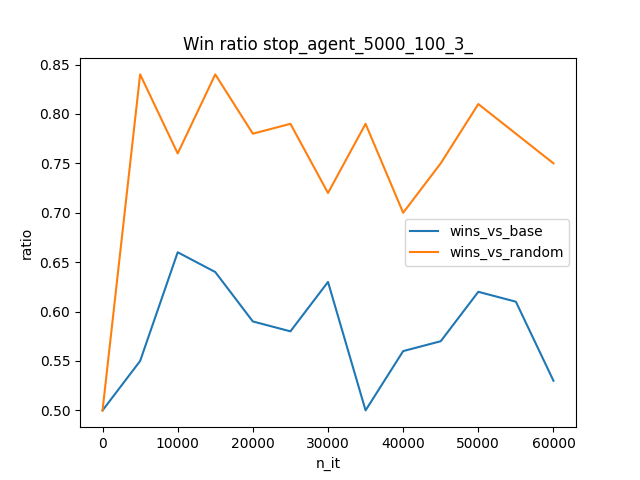 Win ratio stop_agent_5000_100_3_
0.85
0.80
0.75
0.70
0.65
0.60
0.55
0.50
ratio
wins_vs_base
wins_vs_random
0 10000 20000 30000 40000 50000 60000
n_it